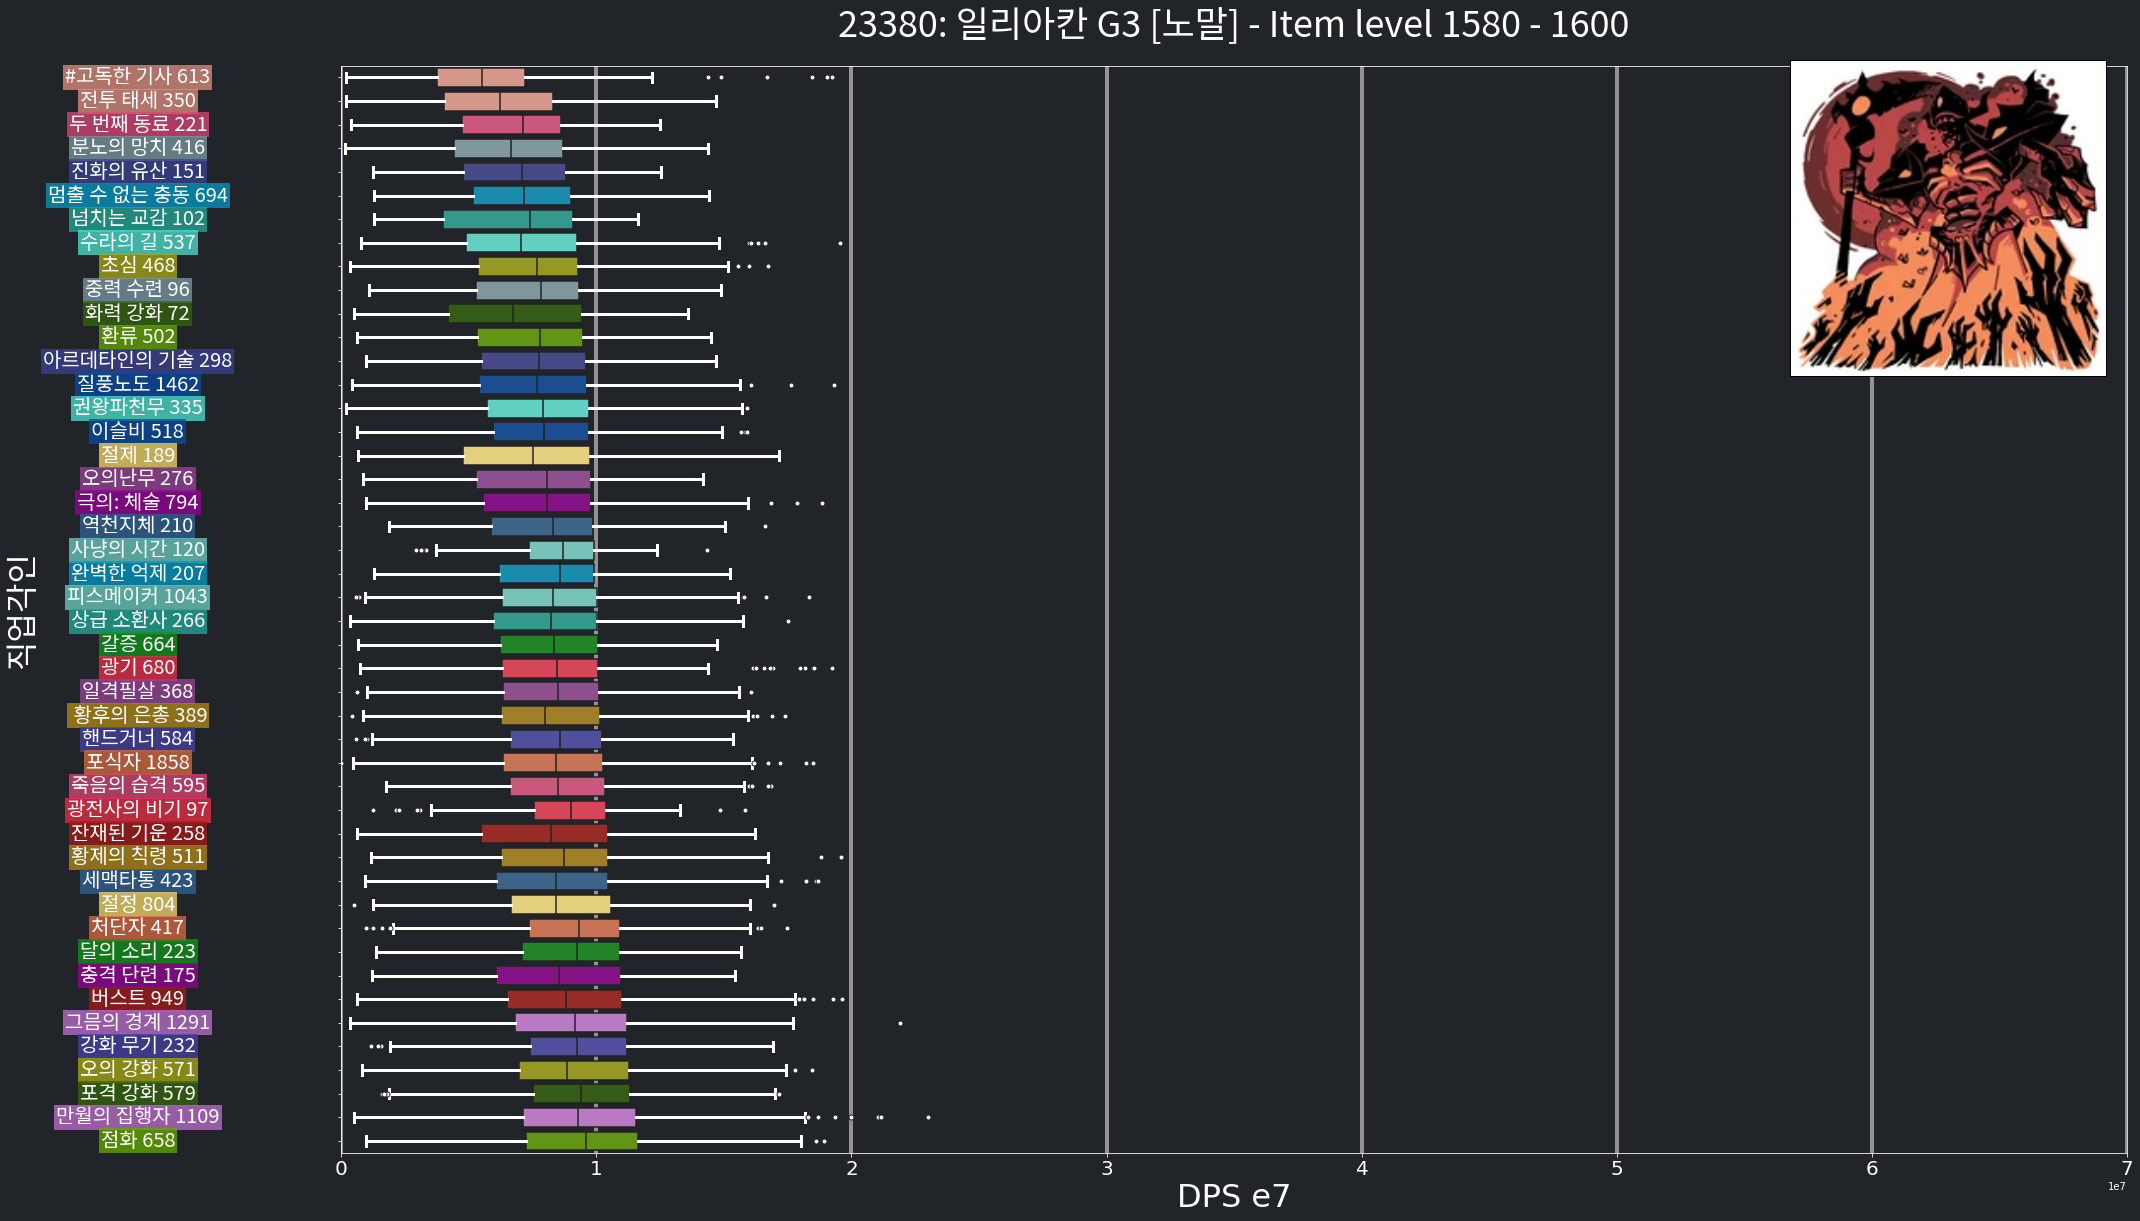 23380: 일리아칸 G3 [노말] - Item level 1580 - 1600
직업각인
#고독한 기사 613
전투 태세 350
두 번째 동료 221
분노의 망치 416
진화의 유산 151
멈출 수 없는 충동 694
넘치는 교감 102
수라의 길 537
초심 468
중력 수련 96
화력 강화 72
환류 502
아르데타인의 기술 298
질풍노도 1462
권왕파천무 335
이슬비 518
절제 189
오의난무 276
극의: 체술 794
역천지체 210
사냥의 시간 120
완벽한 억제 207
피스메이커 1043
상급 소환사 266
갈증 664
광기 680
일격필살 368
황후의 은총 389
핸드거너 584
포식자 1858
죽음의 습격 595
광전사의 비기 97
잔재된 기운 258
황제의 칙령 511
세맥타통 423
절정 804
처단자 417
달의 소리 223
충격 단련 175
버스트 949
그믐의 경계 1291
강화 무기 232
오의 강화 571
포격 강화 579
만월의 집행자 1109
점화 658
0 1 2 3 4 5 6 7
1e7
DPS e7